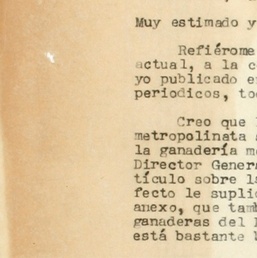 Muy estimado y
Refiérome
actual, a la c
yo publicado e
periodicos, to
Creo que
metropolinata
la ganadería m
Director Gener
tículo sobre la
fecto le supli
anexo, que tam
ganaderas del
está bastante